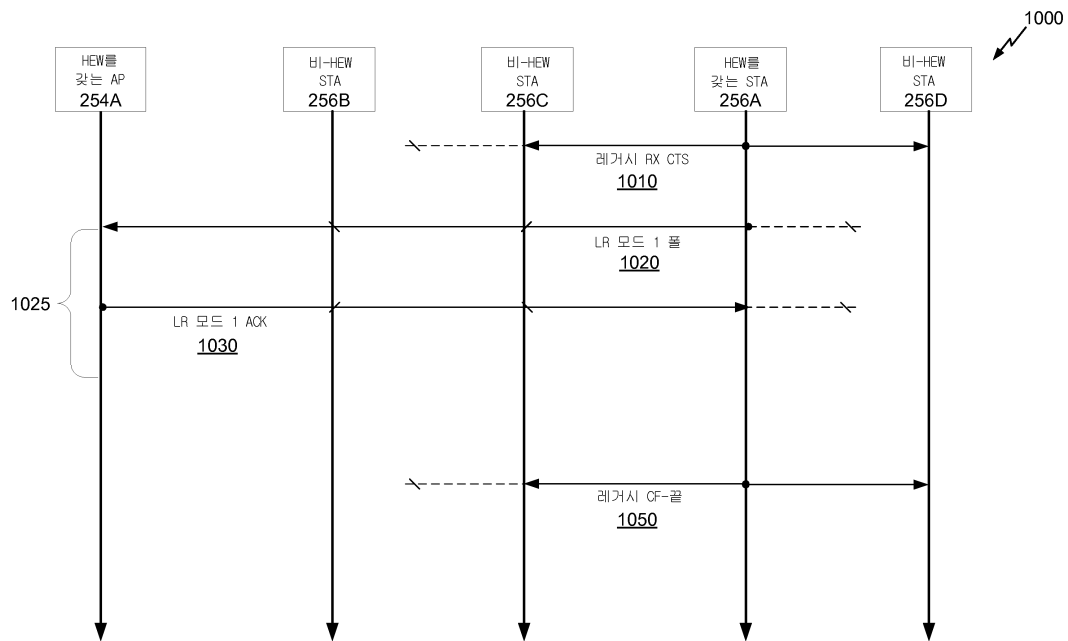 1000
HEW를
갖는 AP
254A
비-HEW
STA
256B
비-HEW
STA
256C
HEW를
갖는 STA
256A
비-HEW
STA
256D
레거시 RX CTS
1010
LR 모드 1 폴
1020
1025
LR 모드 1 ACK
1030
레거시 CF-끝
1050